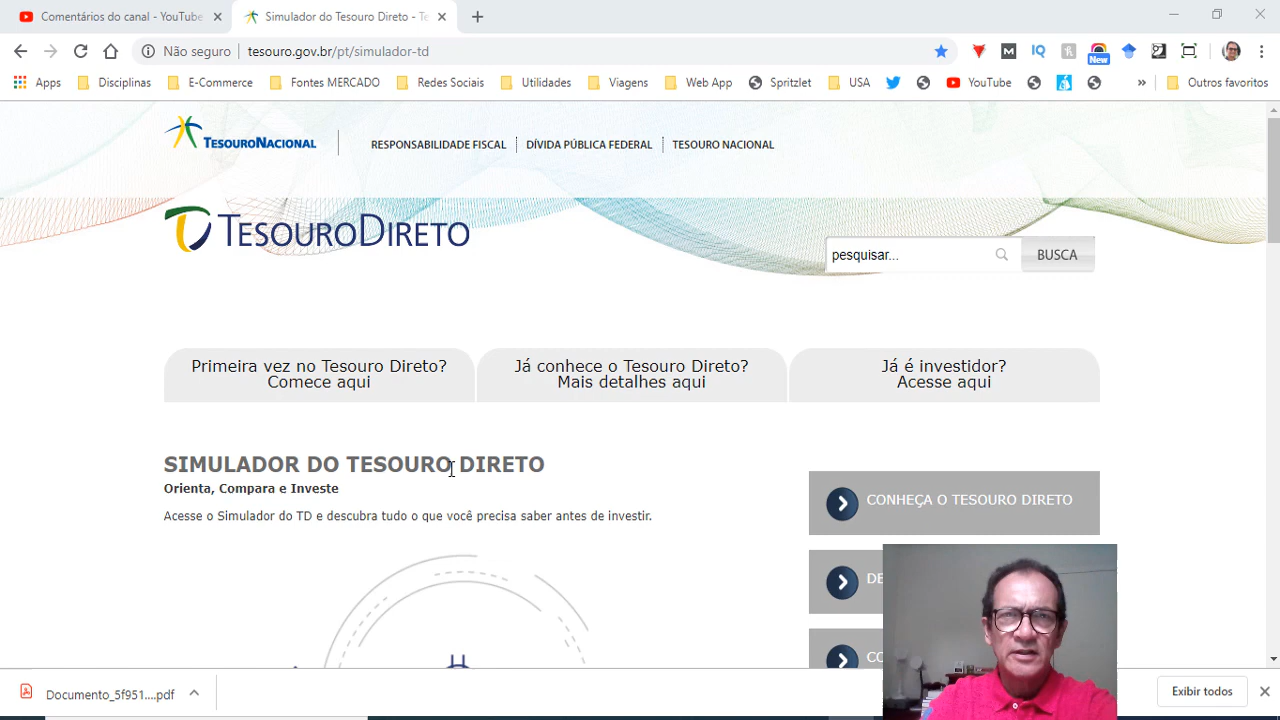 Comentários do canal - YouTube
Simulador do Tesouro Direto - Te
Não seguro
tesouro.gov.br/pt/simulador-td
M
IQ
New
Apps
Disciplinas
E-Commerce
Fontes MERCADO
Redes Sociais
Utilidades
Viagens
Web App
Spritzlet
USA
YouTube
»
Outros favoritos
TESOURONACIONAL
RESPONSABILIDADE FISCAL
DÍVIDA PÚBLICA FEDERAL
TESOURO NACIONAL
TESOURODIRETO
pesquisar...
BUSCA
Primeira vez no Tesouro Direto?
Comece aqui
Já conhece o Tesouro Direto?
Mais detalhes aqui
Já é investidor?
Acesse aqui
SIMULADOR DO TESOURO DIRETO
Orienta, Compara e Investe
Acesse o Simulador do TD e descubra tudo o que você precisa saber antes de investir.
CONHEÇA O TESOURO DIRETO
DE
CO
Documento_5f951....pdf
Exibir todos